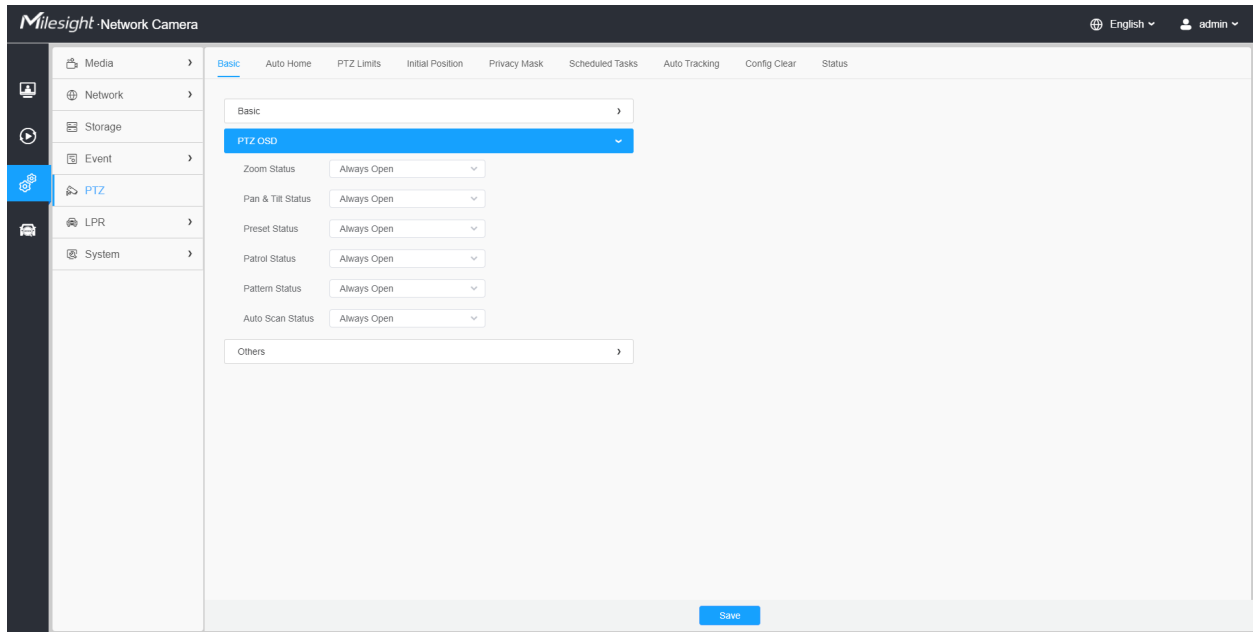 Milesight · Network Camera
English
admin
Media
Network
Storage
Event
PTZ
LPR
System
Basic Auto Home PTZ Limits Initial Position Privacy Mask Scheduled Tasks Auto Tracking Config Clear Status
Basic
PTZ OSD
Zoom Status Always Open
Pan & Tilt Status Always Open
Preset Status Always Open
Patrol Status Always Open
Pattern Status Always Open
Auto Scan Status Always Open
Others
Save